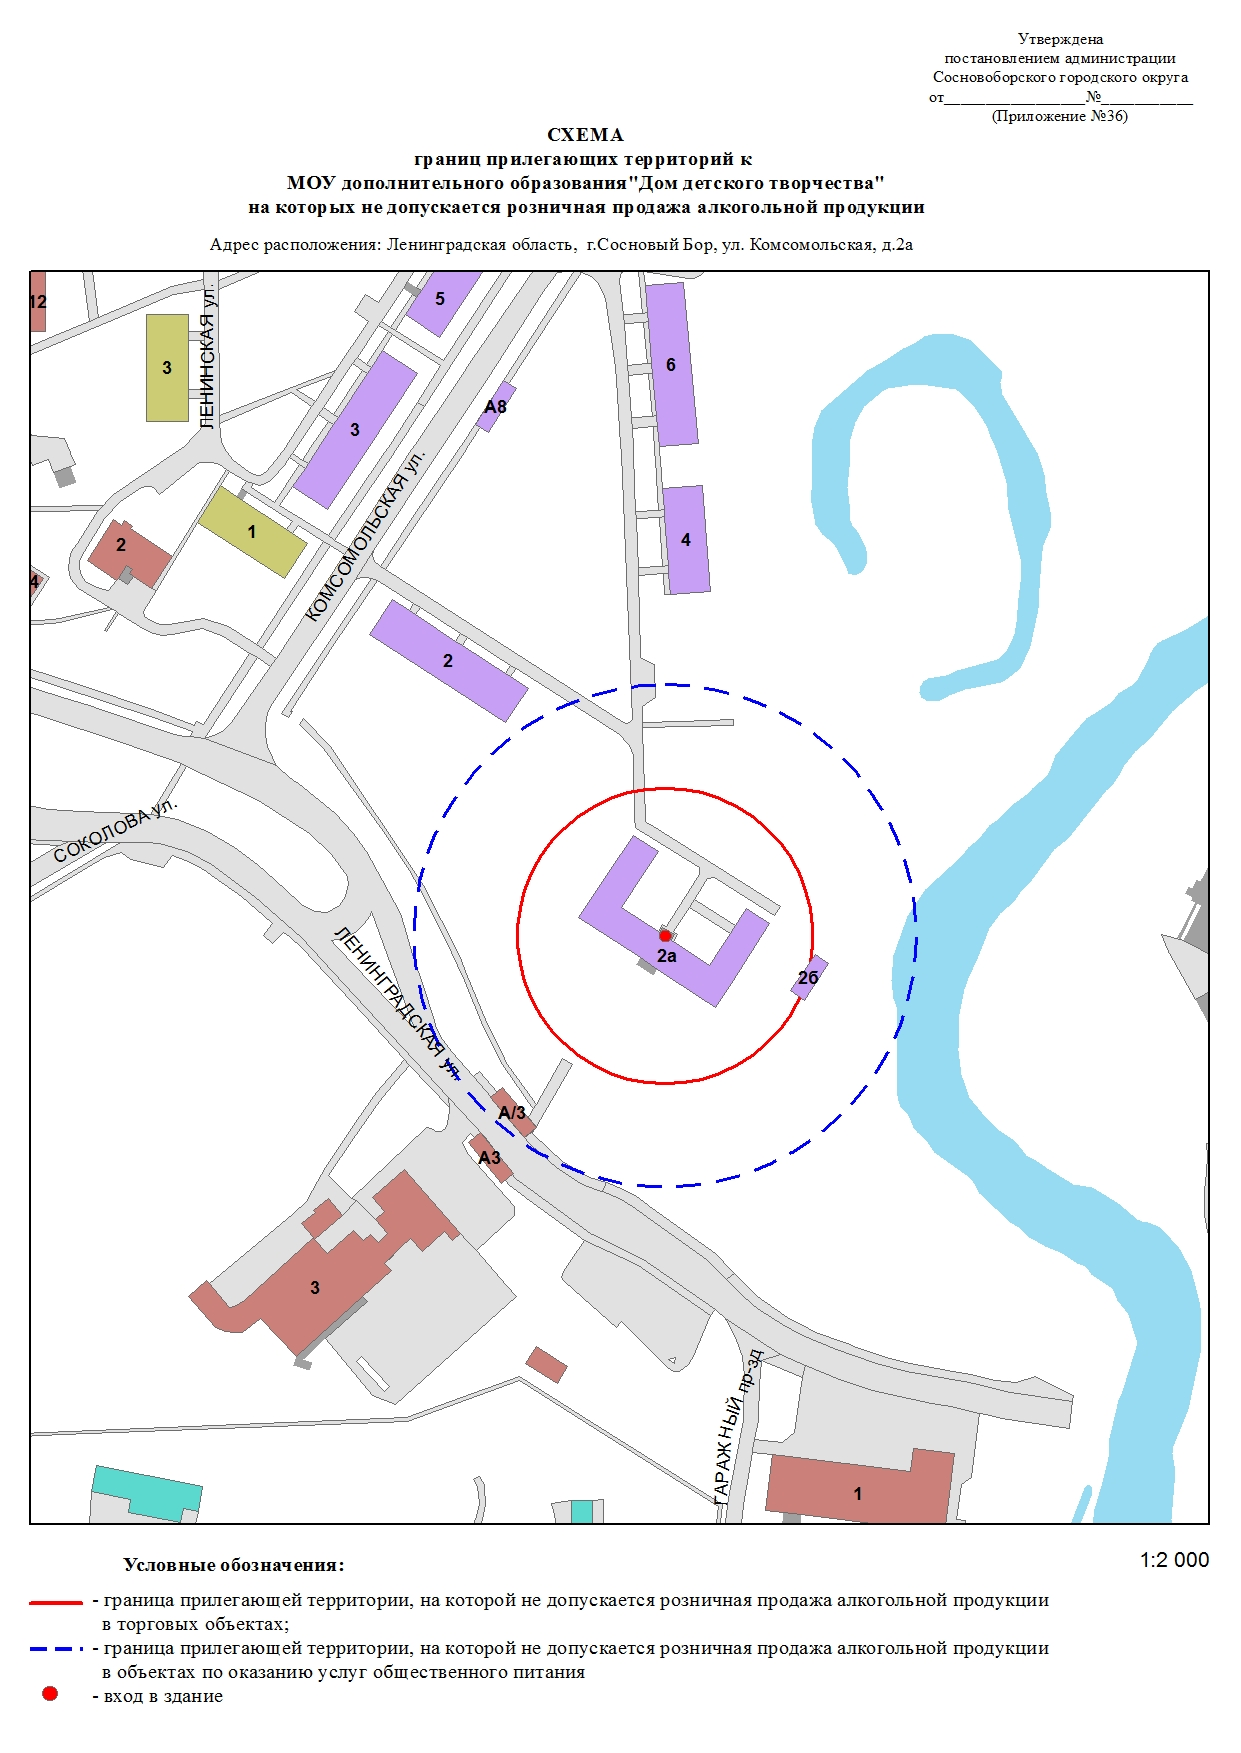 Утверждена
постановлением администрации
Сосновоборского городского округа
от_________________№___________
(Приложение №36)
СХЕМА
границ прилегающих территорий к
МОУ дополнительного образования"Дом детского творчества"
на которых не допускается розничная продажа алкогольной продукции
Адрес расположения: Ленинградская область, г.Сосновый Бор, ул. Комсомольская, д.2а
12
5
3
ЛЕНИНСКАЯ ул.
6
А8
3
КОМСОМОЛЬСКАЯ ул.
1
2
4
4
2
СОКОЛОВА ул.
ЛЕНИНГРАДСКАЯ ул.
2а
2б
А/3
А3
3
ГАРАЖНЫЙ пр-зд
1
1:2 000
Условные обозначения:
- граница прилегающей территории, на которой не допускается розничная продажа алкогольной продукции
в торговых объектах;
- граница прилегающей территории, на которой не допускается розничная продажа алкогольной продукции
в объектах по оказанию услуг общественного питания
- вход в здание